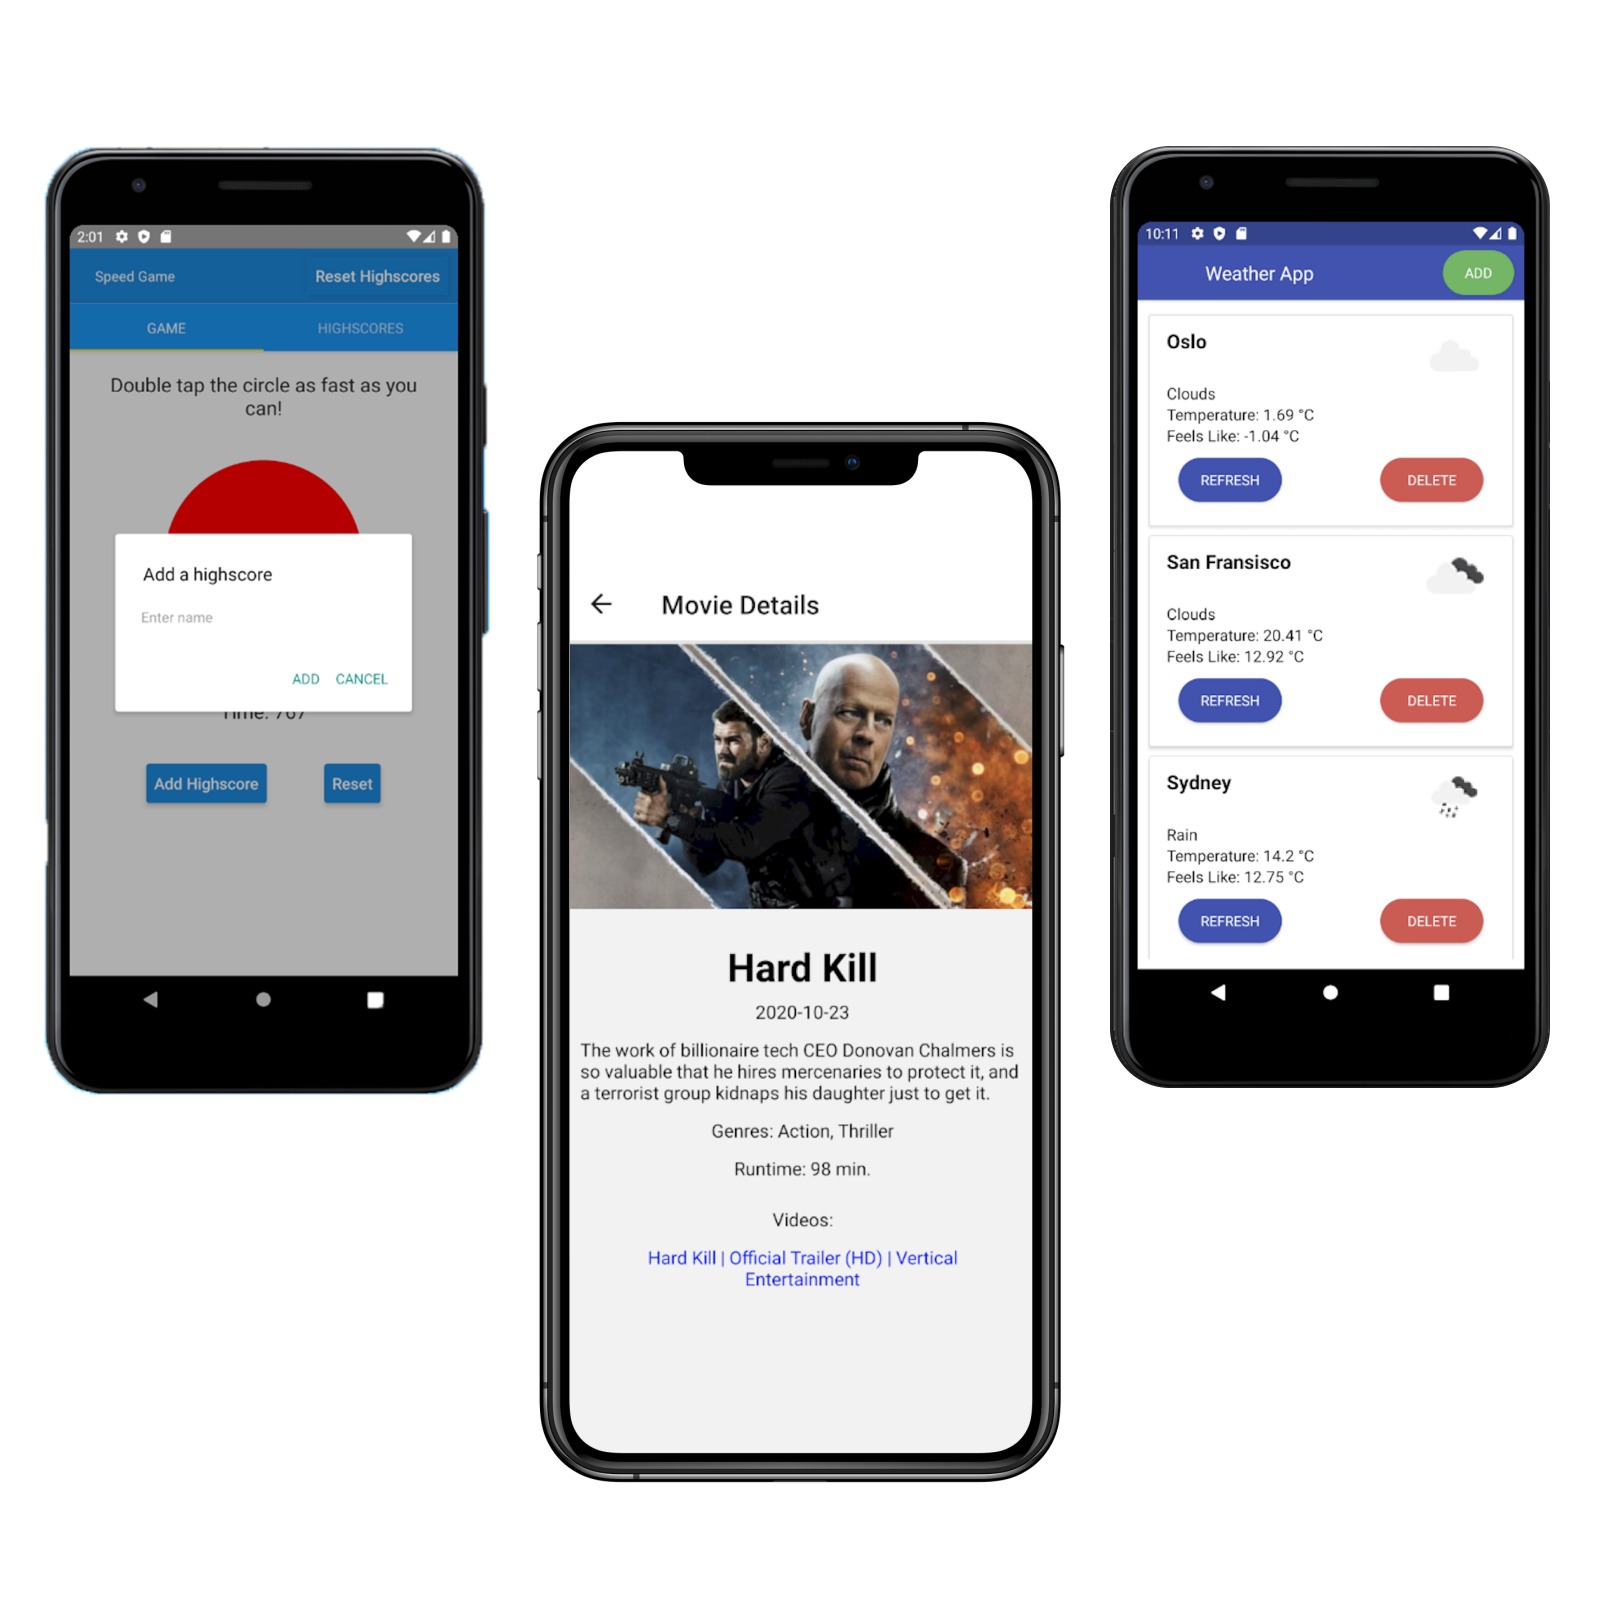 2:01
Speed Game
Reset Highscores
GAME
HIGHSCORES
Double tap the circle as fast as you
can!
Add a highscore
Enter name
ADD
CANCEL
Time: 767
Add Highscore
Reset
Movie Details
Hard Kill
2020-10-23
The work of billionaire tech CEO Donovan Chalmers is
so valuable that he hires mercenaries to protect it, and
a terrorist group kidnaps his daughter just to get it.
Genres: Action, Thriller
Runtime: 98 min.
Videos:
Hard Kill | Official Trailer (HD) | Vertical
Entertainment
10:11
Weather App
ADD
Oslo
Clouds
Temperature: 1.69 °C
Feels Like: -1.04 °C
REFRESH
DELETE
San Fransisco
Clouds
Temperature: 20.41 °C
Feels Like: 12.92 °C
REFRESH
DELETE
Sydney
Rain
Temperature: 14.2 °C
Feels Like: 12.75 °C
REFRESH
DELETE